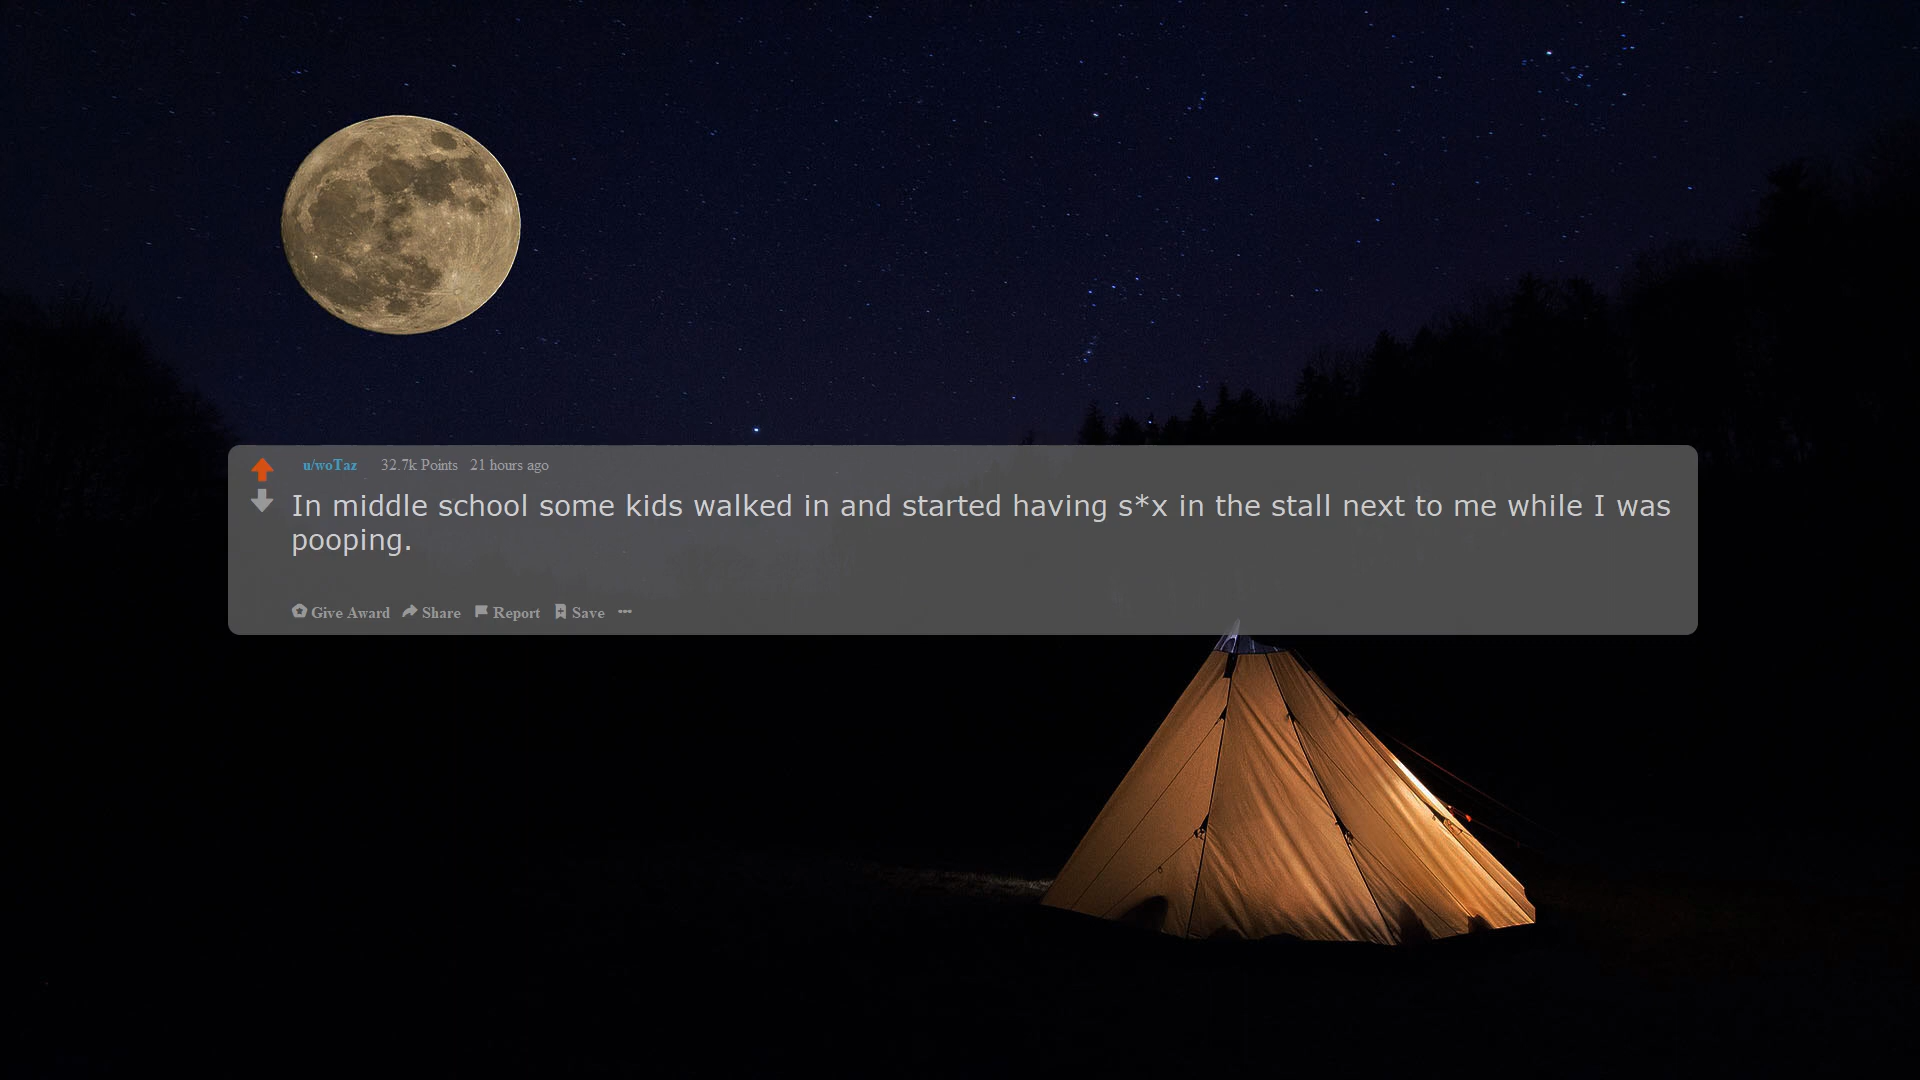 u/woTaz 32.7k Points 21 hours ago
In middle school some kids walked in and started having s*x in the stall next to me while I was
pooping.
Give Award Share Report Save